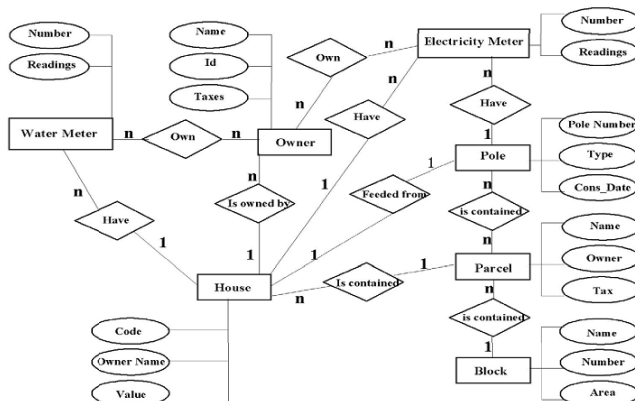 Number
Name
Electricity Meter
Number
Readings
Id
Own
n
n
Readings
Taxes
n
n
Have
Have
Water Meter
n
Own
n
Owner
1
Pole Number
n
n
Is owned by
1
Feeded from
1
Pole
Type
n
Cons_Date
Have
is contained
Name
1
1
1
1
n
Is contained
1
Parcel
Owner
House
n
n
Tax
Code
is contained
Name
Owner Name
1
Block
Number
Value
Area